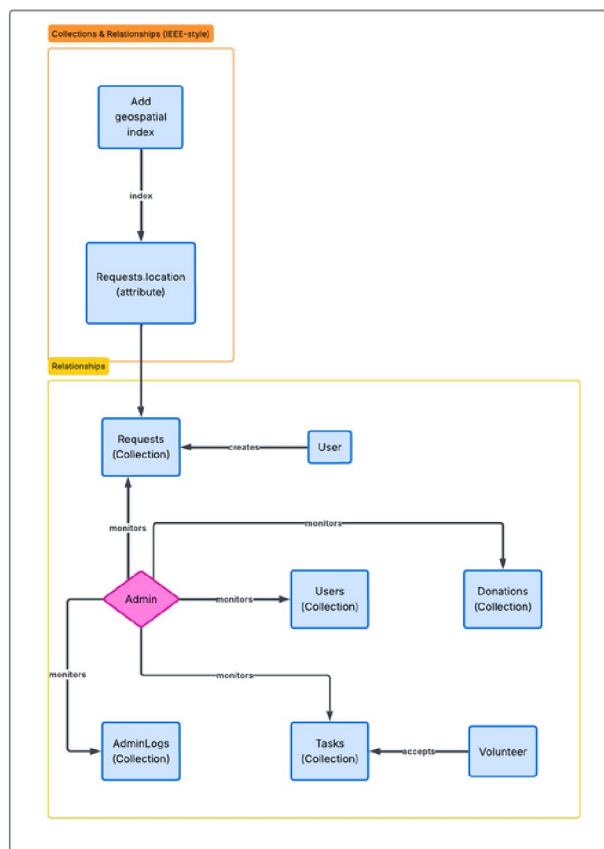 Collections & Relationships (IEEE-style)
Add
geospatial
index
index
Requests.location
(attribute)
Relationships
Requests
(Collection)
creates
User
monitors
monitors
Admin
monitors
Users
(Collection)
Donations
(Collection)
monitors
monitors
AdminLogs
(Collection)
Tasks
(Collection)
accepts
Volunteer